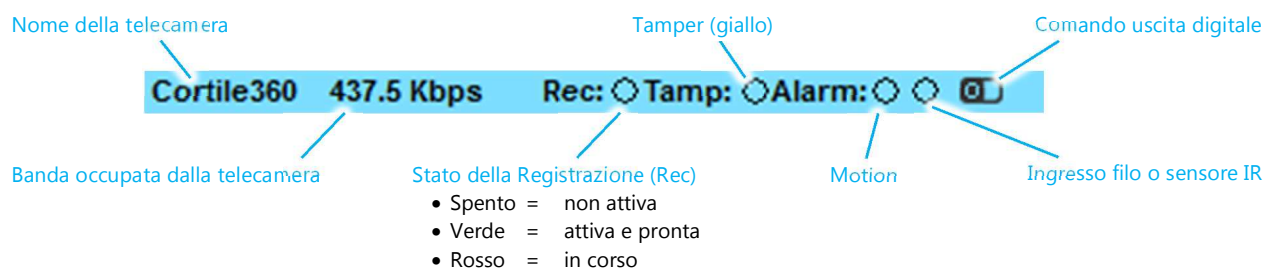 Nome della telecamera
Tamper (giallo)
Comando uscita digitale
Cortile360 437.5 Kbps Rec: Tamp: Alarm:
Banda occupata dalla telecamera
Stato della Registrazione (Rec)
Motion
Ingresso filo o sensore IR
• Spento = non attiva
• Verde = attiva e pronta
• Rosso = in corso